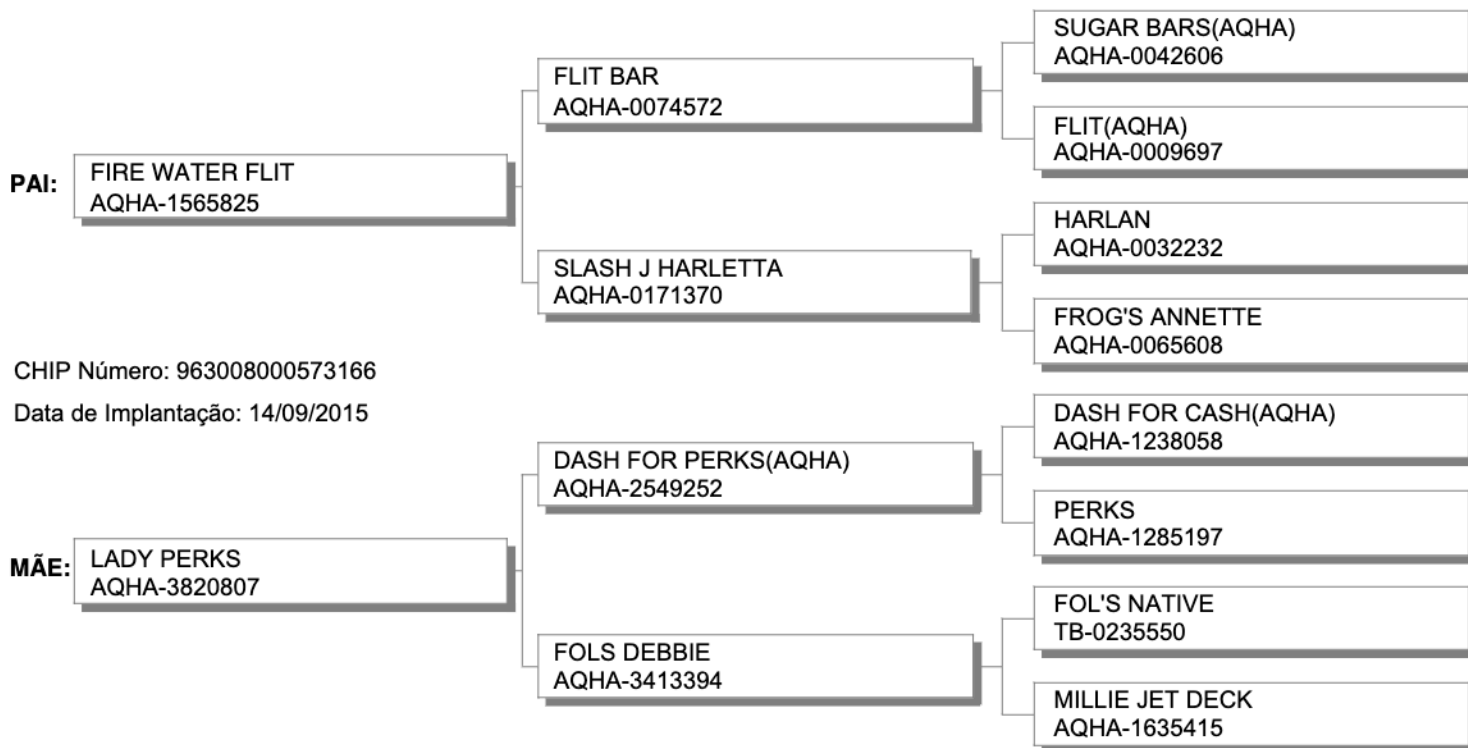 PAI:
FIRE WATER FLIT
AQHA-1565825
FLIT BAR
AQHA-0074572
SUGAR BARS(AQHA)
AQHA-0042606
FLIT(AQHA)
AQHA-0009697
SLASH J HARLETTA
AQHA-0171370
HARLAN
AQHA-0032232
FROG'S ANNETTE
AQHA-0065608
CHIP Número: 963008000573166
Data de Implantação: 14/09/2015
MÃE:
LADY PERKS
AQHA-3820807
DASH FOR PERKS(AQHA)
AQHA-2549252
DASH FOR CASH(AQHA)
AQHA-1238058
PERKS
AQHA-1285197
FOLS DEBBIE
AQHA-3413394
FOL'S NATIVE
TB-0235550
MILLIE JET DECK
AQHA-1635415